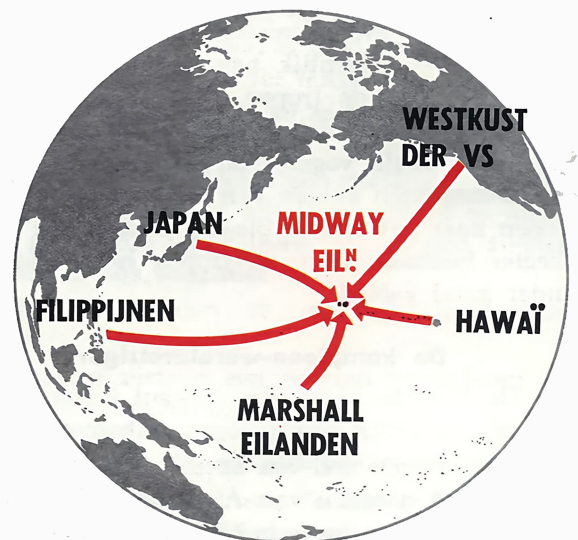 WESTKUST
DER VS
JAPAN
MIDWAY
EILN.
FILIPPIJNEN
HAWAÏ
MARSHALL
EILANDEN